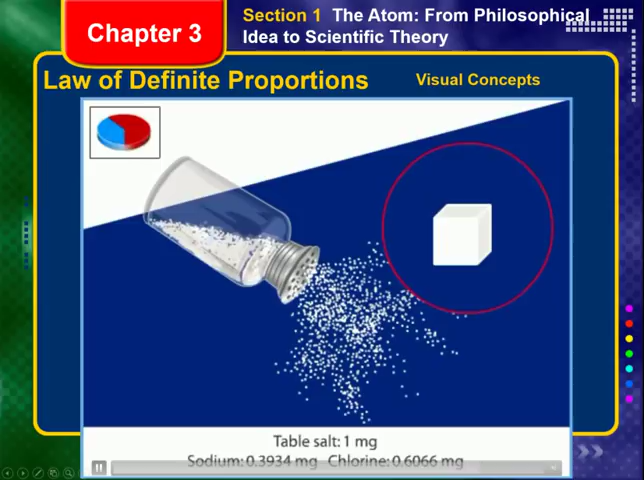 Chapter 3
Section 1 The Atom: From Philosophical
Idea to Scientific Theory
Law of Definite Proportions
Visual Concepts
Table salt: 1 mg
Sodium: 0.3934 mg Chlorine: 0.6066 mg